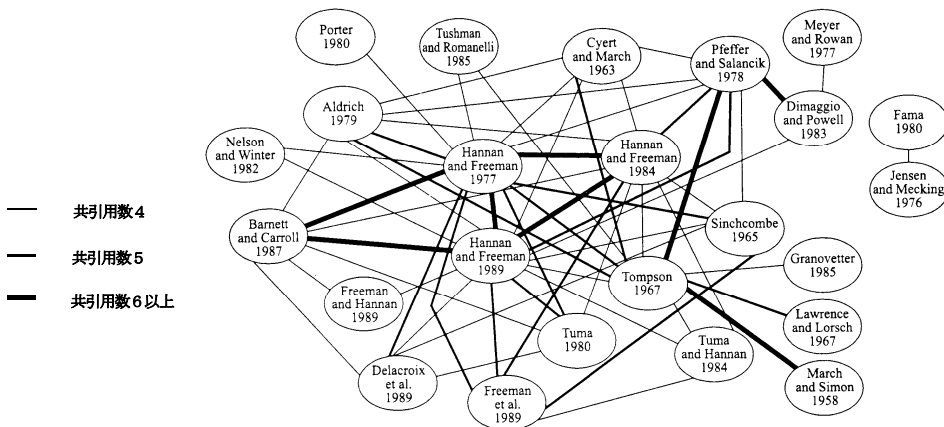 Porter
1980
Tushman
and Romanelli
1985
Cyert
and March
1963
Pfeffer
and Salancik
1978
Meyer
and Rowan
1977
Aldrich
1979
Dimaggio
and Powell
1983
Fama
1980
Nelson
and Winter
1982
Hannan
and Freeman
1977
Hannan
and Freeman
1984
Jensen
and Mecking
1976
Barnett
and Carroll
1987
Hannan
and Freeman
1989
Sinchcombe
1965
Tompson
1967
Granovetter
1985
Freeman
and Hannan
1989
Lawrence
and Lorsch
1967
Tuma
1980
Tuma
and Hannan
1984
Delacroix
et al.
1989
Freeman
et al.
1989
March
and Simon
1958
共引用数4
共引用数5
共引用数6以上